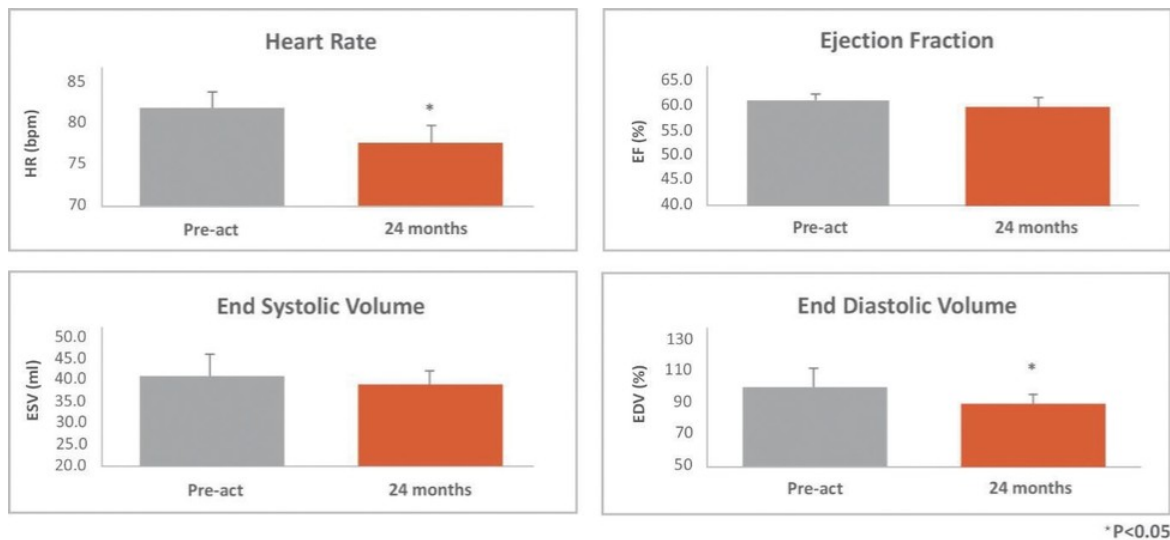 Heart Rate
HR (bpm)
85
80
75
70
*
Pre-act
24 months
Ejection Fraction
EF (%)
65.0
60.0
55.0
50.0
45.0
40.0
Pre-act
24 months
End Systolic Volume
ESV (ml)
50.0
45.0
40.0
35.0
30.0
25.0
20.0
Pre-act
24 months
End Diastolic Volume
EDV (%)
130
110
90
70
50
*
Pre-act
24 months
*P<0.05